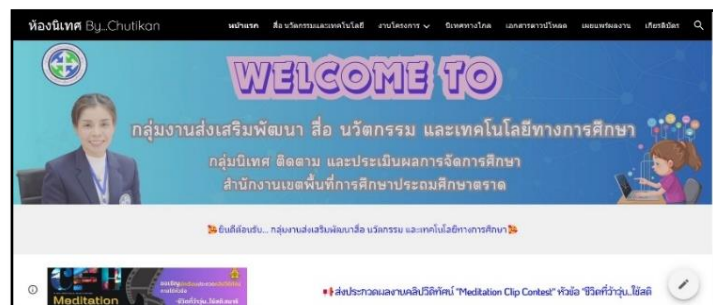 ห้องนิเทศ By...Chutikan
หน้าแรก สื่อ นวัตกรรมและเทคโนโลยี งานโครงการ นิเทศทางไกล เอกสารดาวน์โหลด เผยแพร่ผลงาน เกียรติบัตร
WELCOME TO
กลุ่มงานส่งเสริมพัฒนา สื่อ นวัตกรรม และเทคโนโลยีทางการศึกษา
กลุ่มนิเทศ ติดตาม และประเมินผลการจัดการศึกษา
สำนักงานเขตพื้นที่การศึกษาประถมศึกษาตราด
ยินดีต้อนรับ... กลุ่มงานส่งเสริมพัฒนาสื่อ นวัตกรรม และเทคโนโลยีทางการศึกษา
Meditation
ส่งประกวดผลงานคลิปวีดิทัศน์ "Meditation Clip Contest" หัวข้อ "ชีวิตที่ว้าวุ่น..ใช้สติ